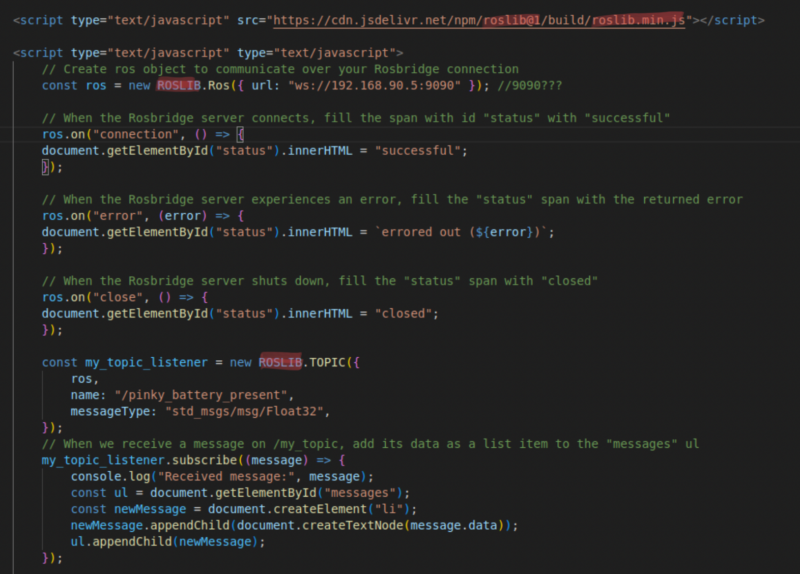 <script type="text/javascript" src="https://cdn.jsdelivr.net/npm/roslib@1/build/roslib.min.js"></script>
<script type="text/javascript" type="text/javascript">
// Create ros object to communicate over your Rosbridge connection
const ros = new ROSLIB.Ros({ url: "ws://192.168.90.5:9090" }); //9090???
// When the Rosbridge server connects, fill the span with id "status" with "successful"
ros.on("connection", () => {
document.getElementById("status").innerHTML = "successful";
});
// When the Rosbridge server experiences an error, fill the "status" span with the returned error
ros.on("error", (error) => {
document.getElementById("status").innerHTML = `errored out (${error})`;
});
// When the Rosbridge server shuts down, fill the "status" span with "closed"
ros.on("close", () => {
document.getElementById("status").innerHTML = "closed";
});
const my_topic_listener = new ROSLIB.TOPIC({
ros,
name: "/pinky_battery_present",
messageType: "std_msgs/msg/Float32",
});
// When we receive a message on /my_topic, add its data as a list item to the "messages" ul
my_topic_listener.subscribe((message) => {
console.log("Received message:", message);
const ul = document.getElementById("messages");
const newMessage = document.createElement("li");
newMessage.appendChild(document.createTextNode(message.data));
ul.appendChild(newMessage);
});